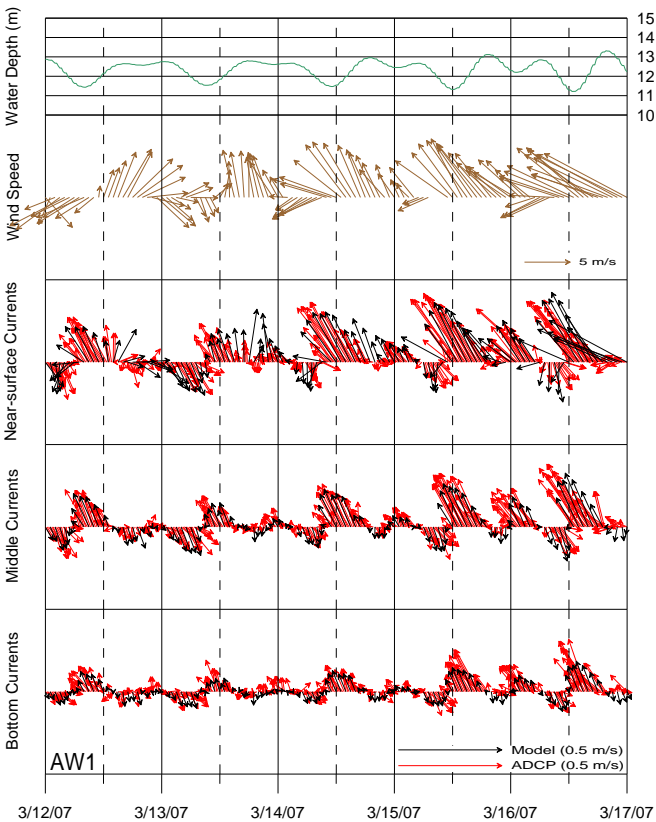 Water Depth (m)
15
14
13
12
11
10
Wind Speed
5 m/s
Near-surface Currents
Middle Currents
Bottom Currents
AW1
Model (0.5 m/s)
ADCP (0.5 m/s)
3/12/07 3/13/07 3/14/07 3/15/07 3/16/07 3/17/07